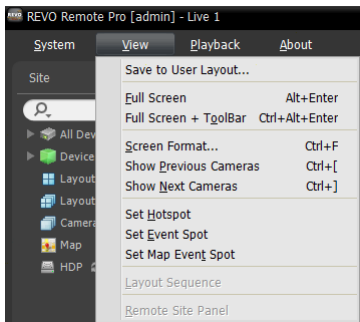 REVO REVO Remote Pro [admin] - Live 1
System View Playback About
Site
All Dev
Device
Layout
Layout
Camera
Map
HDP
Save to User Layout...
Full Screen Alt+Enter
Full Screen + ToolBar Ctrl+Alt+Enter
Screen Format... Ctrl+F
Show Previous Cameras Ctrl+[
Show Next Cameras Ctrl+]
Set Hotspot
Set Event Spot
Set Map Event Spot
Layout Sequence
Remote Site Panel